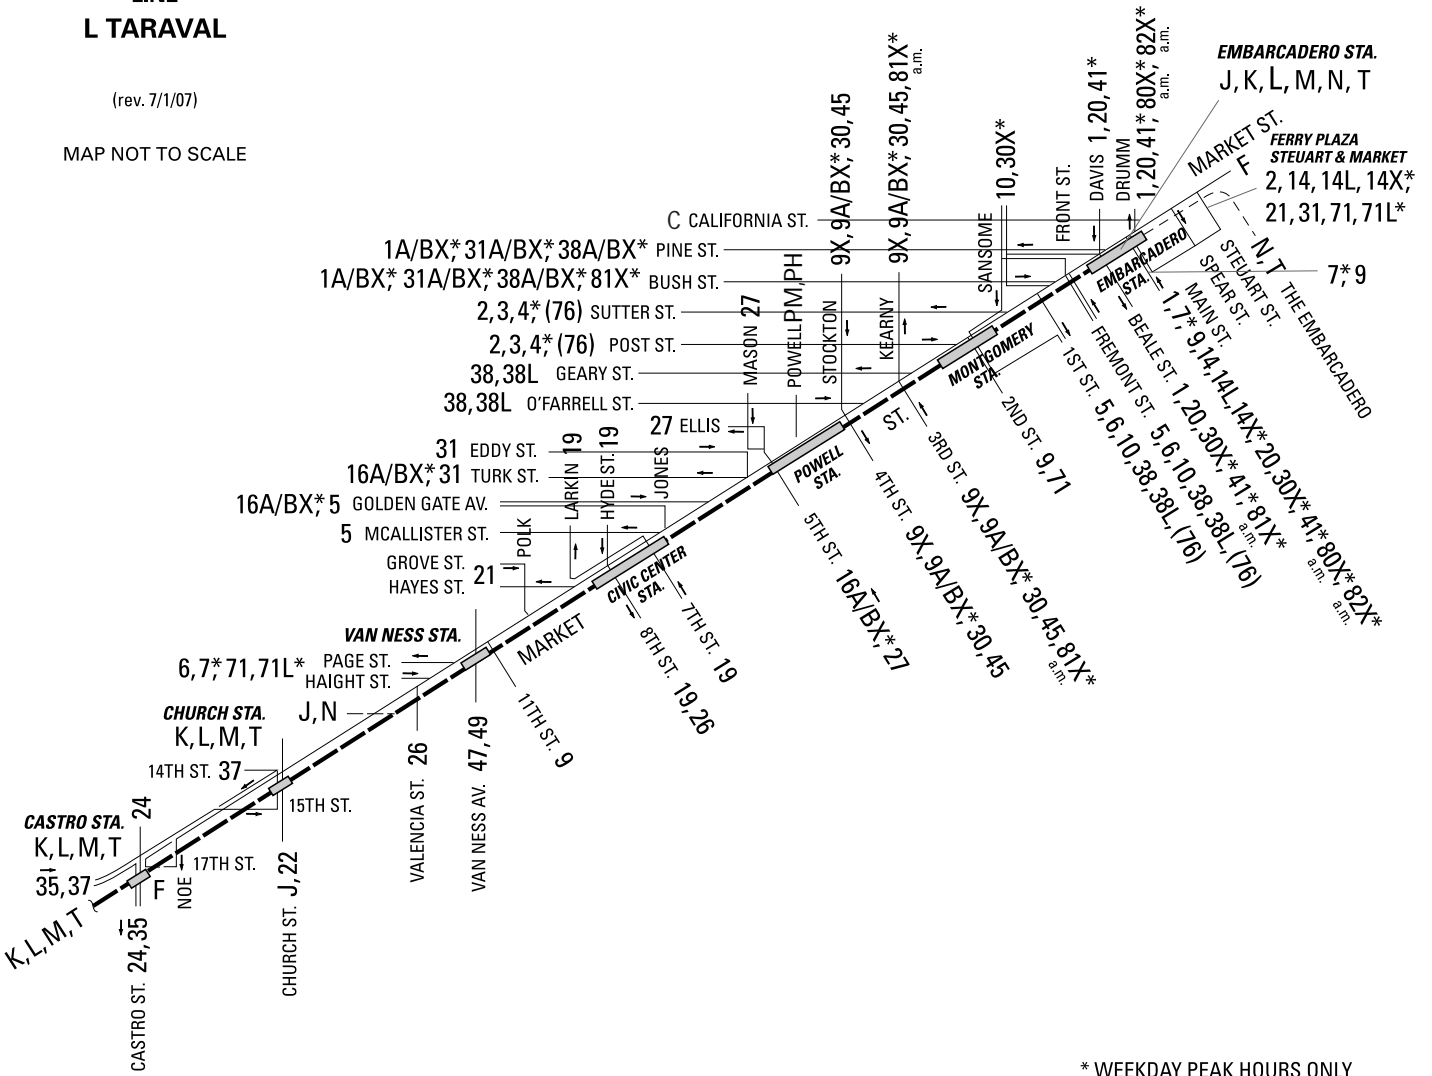 L TARAVAL
(rev. 7/1/07)
MAP NOT TO SCALE
EMBARCADERO STA.
J, K, L, M, N, T
MARKET ST.
F
FERRY PLAZA
STEUART & MARKET
2, 14, 14L, 14X,*
21, 31, 71, 71L*
7,* 9
N, T
THE EMBARCADERO
STEUART ST.
SPEAR ST.
MAIN ST.
1, 7,* 9, 14, 14L, 14X,* 20, 30X,* 41,* 80X,* 82X*
a.m.
a.m.
BEALE ST. 1, 20, 30X,* 41,* 81X*
a.m.
FREMONT ST. 5, 6, 10, 38, 38L, (76)
1ST ST. 5, 6, 10, 38, 38L, (76)
EMBARCADERO
STA.
DRUMM 1, 20, 41,* 80X,* 82X*
a.m.
a.m.
DAVIS 1, 20, 41*
FRONT ST.
SANSOME 10, 30X*
KEARNY 9X, 9A/BX,* 30, 45, 81X*
a.m.
STOCKTON 9X, 9A/BX,* 30, 45
POWELL PM, PH
MASON 27
C CALIFORNIA ST.
1A/BX,* 31A/BX,* 38A/BX* PINE ST.
1A/BX,* 31A/BX,* 38A/BX,* 81X* BUSH ST.
2, 3, 4,* (76) SUTTER ST.
2, 3, 4,* (76) POST ST.
38, 38L GEARY ST.
38, 38L O'FARRELL ST.
27 ELLIS
31 EDDY ST.
16A/BX,* 31 TURK ST.
16A/BX,* 5 GOLDEN GATE AV.
5 MCALLISTER ST.
GROVE ST.
HAYES ST. 21
POLK
LARKIN 19
HYDE ST. 19
JONES
MONTGOMERY
STA.
2ND ST. 9, 71
ST.
3RD ST. 9X, 9A/BX,* 30, 45, 81X*
a.m.
4TH ST. 9X, 9A/BX,* 30, 45
POWELL
STA.
5TH ST. 16A/BX,* 27
CIVIC CENTER
STA.
7TH ST. 19
8TH ST. 19, 26
MARKET
11TH ST. 9
VAN NESS STA.
6, 7,* 71, 71L* PAGE ST.
HAIGHT ST.
VAN NESS AV. 47, 49
VALENCIA ST. 26
J, N
CHURCH STA.
K, L, M, T
14TH ST. 37
15TH ST.
CHURCH ST. J, 22
CASTRO STA.
K, L, M, T
24
35, 37
17TH ST.
NOE
F
K, L, M, T
CASTRO ST. 24, 35
* WEEKDAY PEAK HOURS ONLY